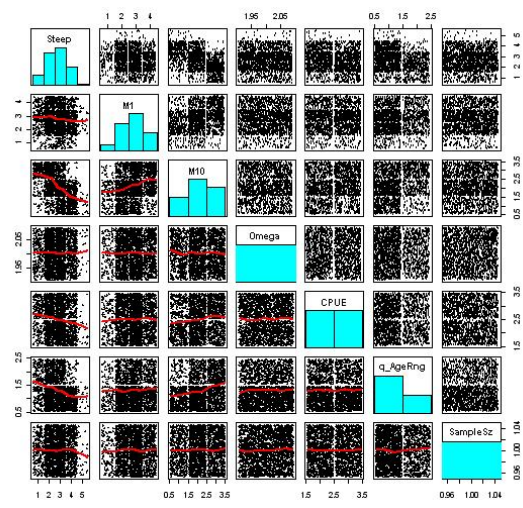 1 2 3 4
1.95 2.05
0.5 1.5 2.5
Steep
1 2 3 4 5
1 2 3 4
M1
M10
0.5 1.5 2.5 3.5
1.95 2.05
Omega
CPUE
1.5 2.5 3.5
0.5 1.5 2.5
q_AgeRng
SampleSz
0.96 1.00 1.04
1 2 3 4 5
0.5 1.5 2.5 3.5
1.5 2.0 2.5
0.96 1.00 1.04